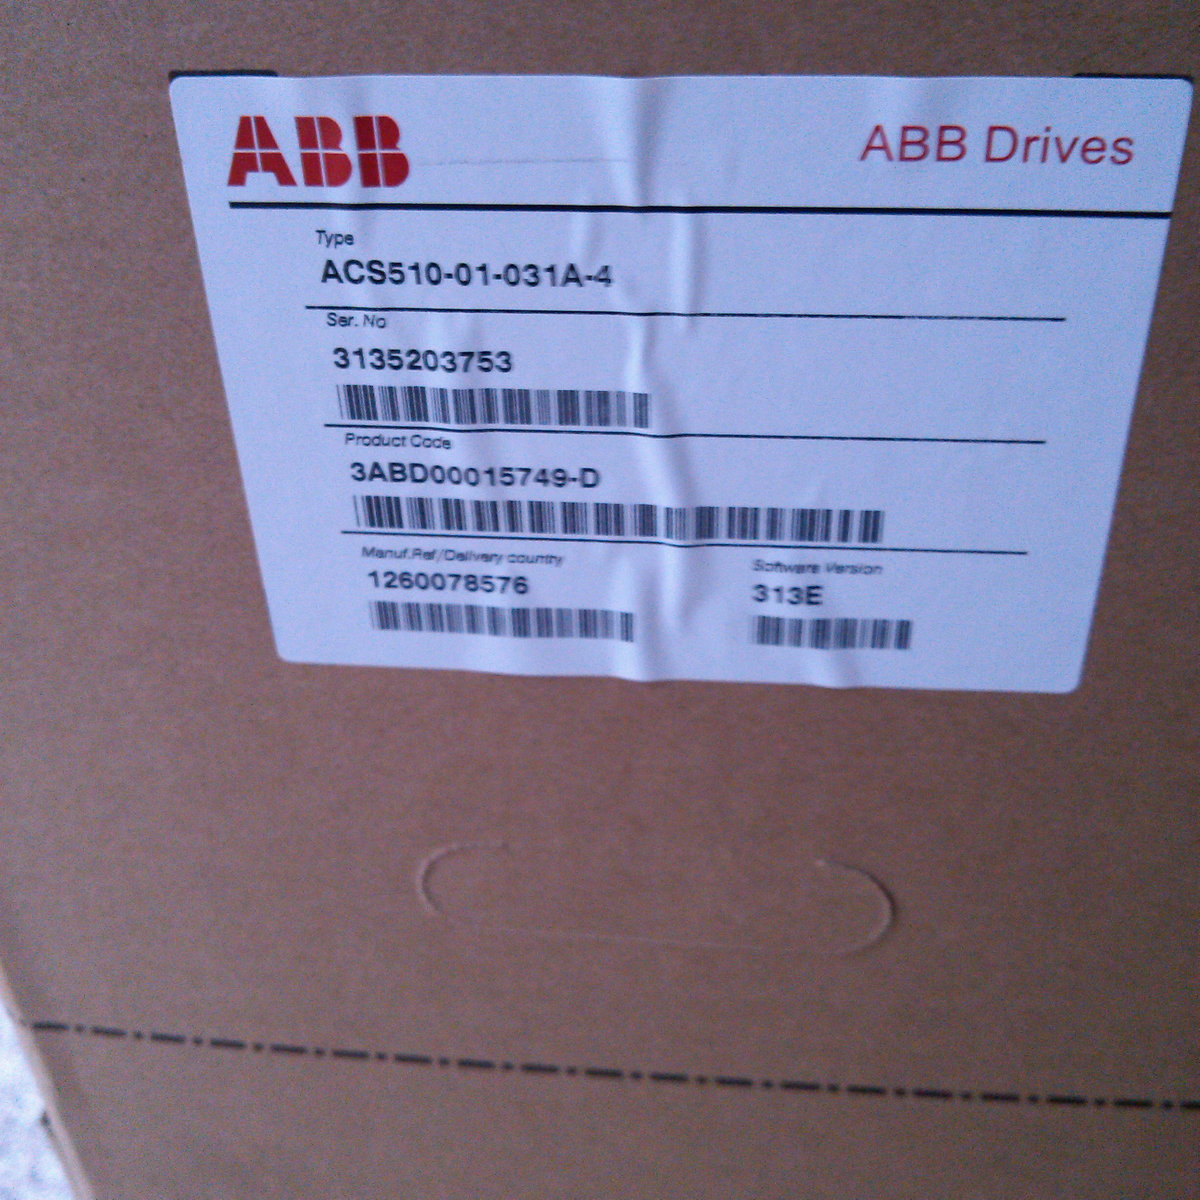 ABB
ABB Drives
Type
ACS510-01-031A-4
Ser. No
3135203753
Product Code
3ABD00015749-D
Manuf.Ref/Delivery country
1260078576
Software Version
313E